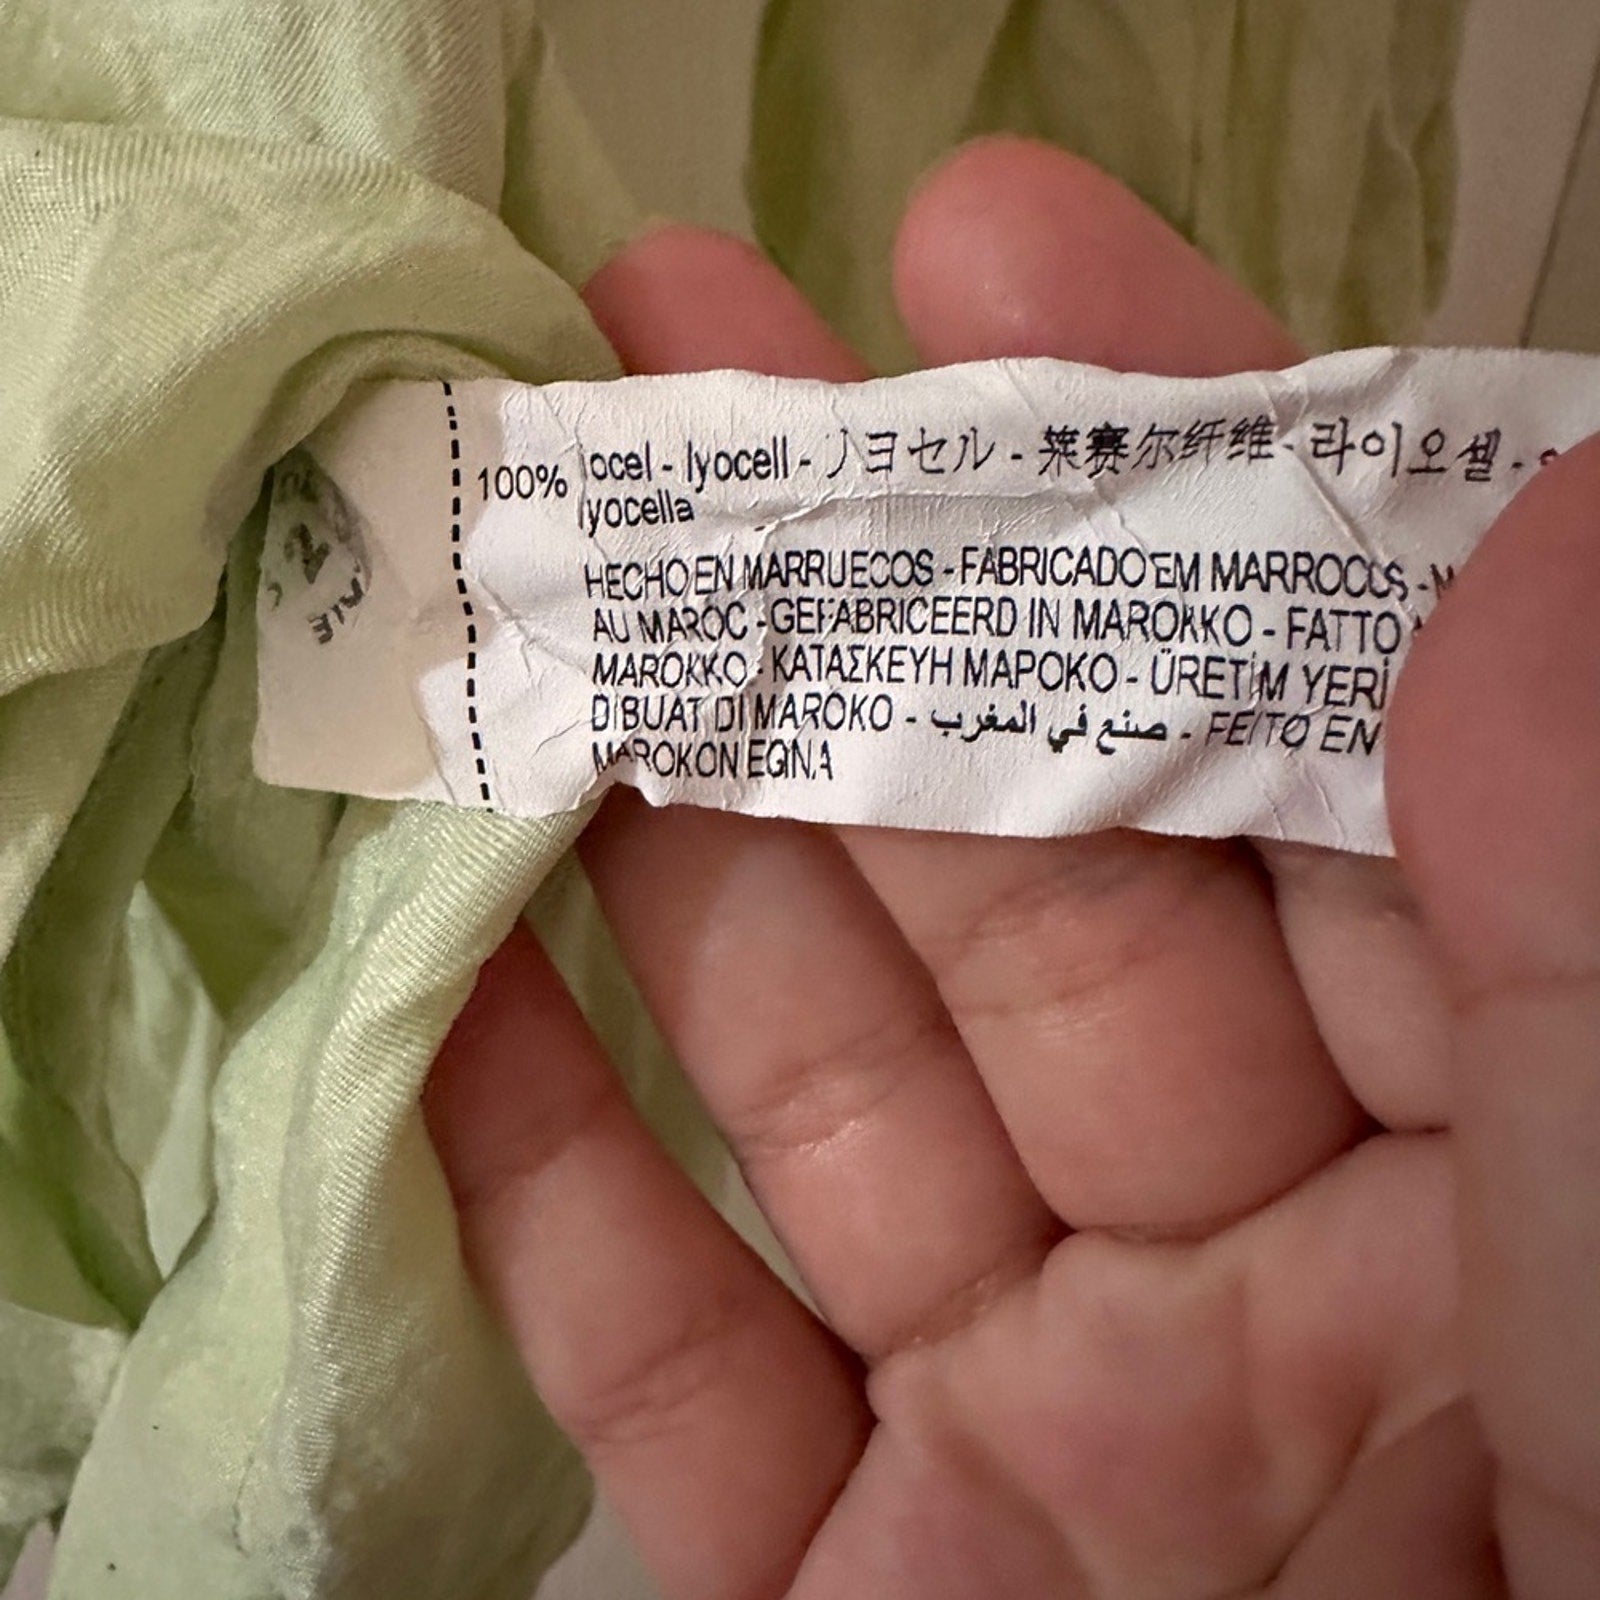 100% iocel - lyocell - リヨセル - 莱赛尔纤维 - 라이오셀 -
lyocella
HECHO EN MARRUECOS - FABRICADO EM MARROCOS -
AU MAROC - GEFABRICEERD IN MAROKKO - FATTO
MAROKKO - ΚΑΤΑΣΚΕΥΗ ΜΑΡΟΚΟ - ÜRETİM YERİ
DIBUAT DI MAROKO - صنع في المغرب - FEITO EN
MAROKON EGINA